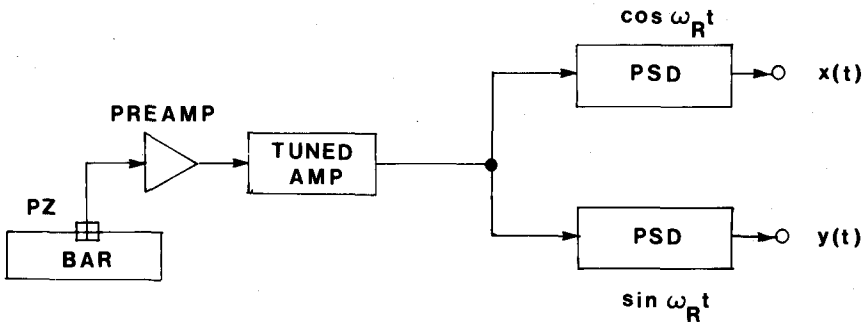 cos ω_R t
PSD
x(t)
PREAMP
TUNED
AMP
PZ
BAR
PSD
y(t)
sin ω_R t